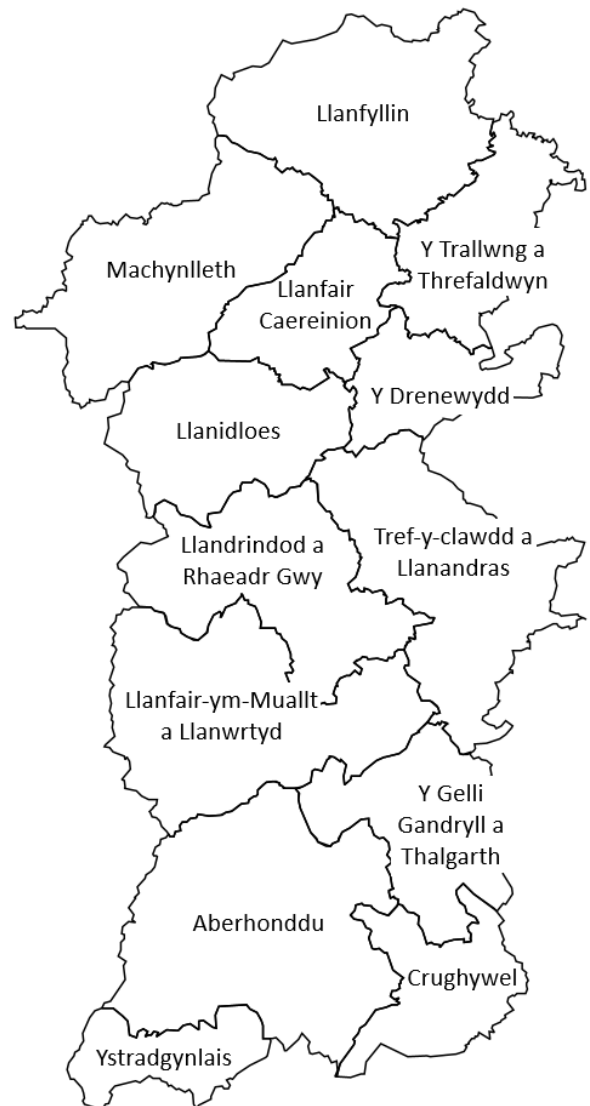 Llanfyllin
Y Trallwng a
Threfaldwyn
Machynlleth
Llanfair
Caereinion
Y Drenewydd
Llanidloes
Tref-y-clawdd a
Llanandras
Llandrindod a
Rhaeadr Gwy
Llanfair-ym-Muallt
a Llanwrtyd
Y Gelli
Gandryll a
Thalgarth
Aberhonddu
Crughywel
Ystradgynlais